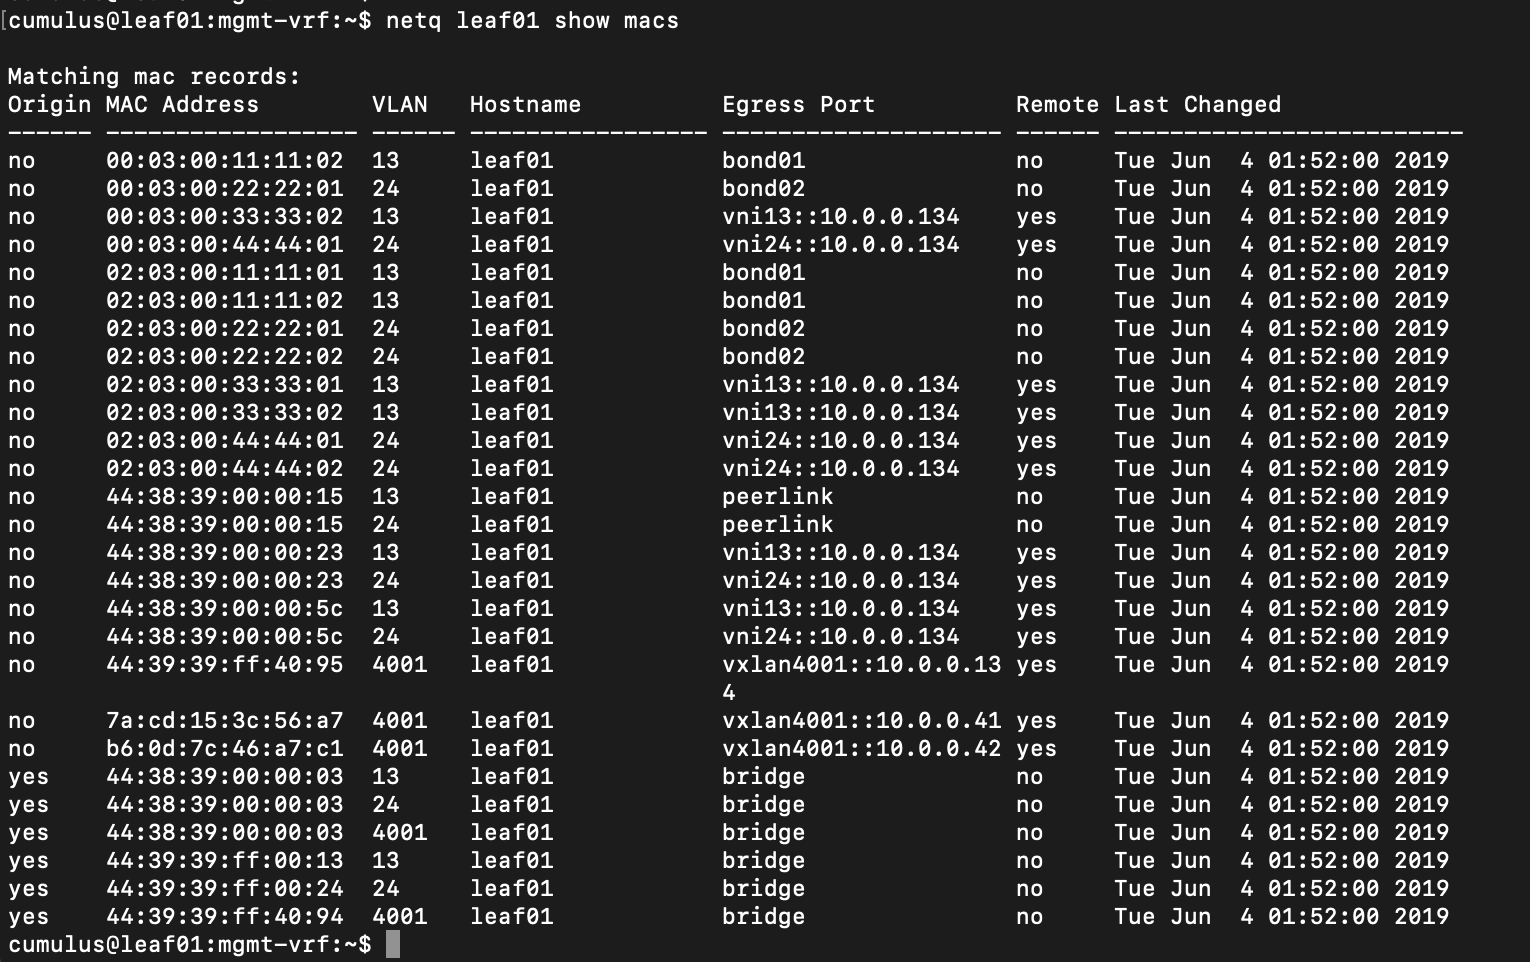 [cumulus@leaf01:mgmt-vrf:~$ netq leaf01 show macs
Matching mac records:
Origin MAC Address        VLAN   Hostname          Egress Port          Remote Last Changed
------ ------------------ ------ ----------------- -------------------- ------ -------------------------
no     00:03:00:11:11:02  13     leaf01            bond01               no     Tue Jun  4 01:52:00 2019
no     00:03:00:22:22:01  24     leaf01            bond02               no     Tue Jun  4 01:52:00 2019
no     00:03:00:33:33:02  13     leaf01            vni13::10.0.0.134    yes    Tue Jun  4 01:52:00 2019
no     00:03:00:44:44:01  24     leaf01            vni24::10.0.0.134    yes    Tue Jun  4 01:52:00 2019
no     02:03:00:11:11:01  13     leaf01            bond01               no     Tue Jun  4 01:52:00 2019
no     02:03:00:11:11:02  13     leaf01            bond01               no     Tue Jun  4 01:52:00 2019
no     02:03:00:22:22:01  24     leaf01            bond02               no     Tue Jun  4 01:52:00 2019
no     02:03:00:22:22:02  24     leaf01            bond02               no     Tue Jun  4 01:52:00 2019
no     02:03:00:33:33:01  13     leaf01            vni13::10.0.0.134    yes    Tue Jun  4 01:52:00 2019
no     02:03:00:33:33:02  13     leaf01            vni13::10.0.0.134    yes    Tue Jun  4 01:52:00 2019
no     02:03:00:44:44:01  24     leaf01            vni24::10.0.0.134    yes    Tue Jun  4 01:52:00 2019
no     02:03:00:44:44:02  24     leaf01            vni24::10.0.0.134    yes    Tue Jun  4 01:52:00 2019
no     44:38:39:00:00:15  13     leaf01            peerlink             no     Tue Jun  4 01:52:00 2019
no     44:38:39:00:00:15  24     leaf01            peerlink             no     Tue Jun  4 01:52:00 2019
no     44:38:39:00:00:23  13     leaf01            vni13::10.0.0.134    yes    Tue Jun  4 01:52:00 2019
no     44:38:39:00:00:23  24     leaf01            vni24::10.0.0.134    yes    Tue Jun  4 01:52:00 2019
no     44:38:39:00:00:5c  13     leaf01            vni13::10.0.0.134    yes    Tue Jun  4 01:52:00 2019
no     44:38:39:00:00:5c  24     leaf01            vni24::10.0.0.134    yes    Tue Jun  4 01:52:00 2019
no     44:39:39:ff:40:95  4001   leaf01            vxlan4001::10.0.0.13 yes    Tue Jun  4 01:52:00 2019
                                                   4
no     7a:cd:15:3c:56:a7  4001   leaf01            vxlan4001::10.0.0.41 yes    Tue Jun  4 01:52:00 2019
no     b6:0d:7c:46:a7:c1  4001   leaf01            vxlan4001::10.0.0.42 yes    Tue Jun  4 01:52:00 2019
yes    44:38:39:00:00:03  13     leaf01            bridge               no     Tue Jun  4 01:52:00 2019
yes    44:38:39:00:00:03  24     leaf01            bridge               no     Tue Jun  4 01:52:00 2019
yes    44:38:39:00:00:03  4001   leaf01            bridge               no     Tue Jun  4 01:52:00 2019
yes    44:39:39:ff:00:13  13     leaf01            bridge               no     Tue Jun  4 01:52:00 2019
yes    44:39:39:ff:00:24  24     leaf01            bridge               no     Tue Jun  4 01:52:00 2019
yes    44:39:39:ff:40:94  4001   leaf01            bridge               no     Tue Jun  4 01:52:00 2019
cumulus@leaf01:mgmt-vrf:~$